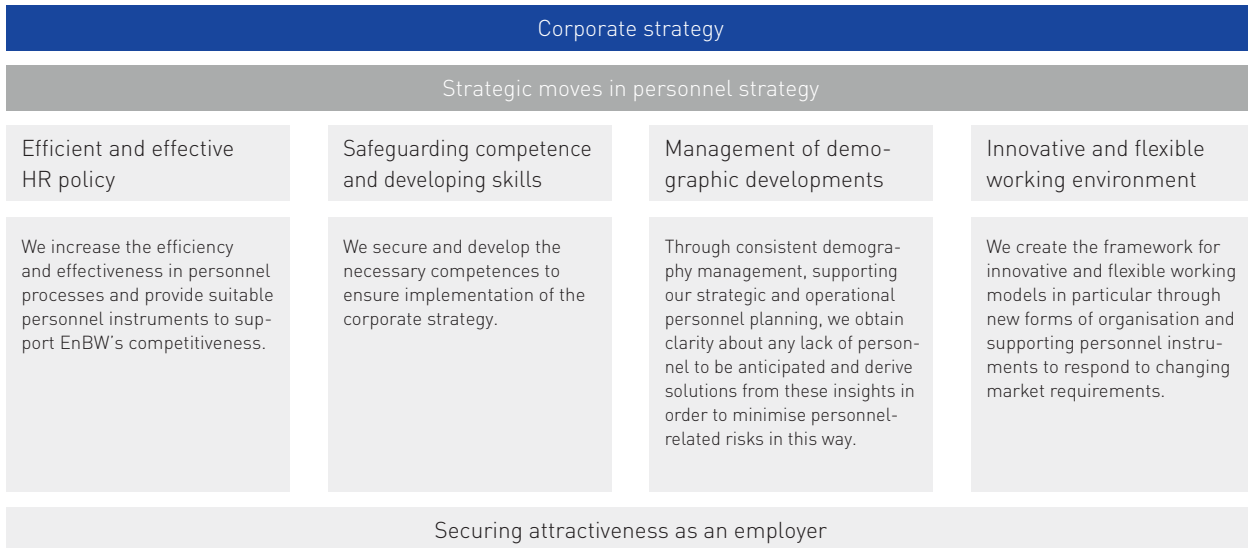 Corporate strategy
Strategic moves in personnel strategy
Efficient and effective
HR policy
We increase the efficiency
and effectiveness in personnel
processes and provide suitable
personnel instruments to sup-
port EnBW's competitiveness.
Safeguarding competence
and developing skills
We secure and develop the
necessary competences to
ensure implementation of the
corporate strategy.
Management of demo-
graphic developments
Through consistent demogra-
phy management, supporting
our strategic and operational
personnel planning, we obtain
clarity about any lack of person-
nel to be anticipated and derive
solutions from these insights in
order to minimise personnel-
related risks in this way.
Innovative and flexible
working environment
We create the framework for
innovative and flexible working
models in particular through
new forms of organisation and
supporting personnel instru-
ments to respond to changing
market requirements.
Securing attractiveness as an employer